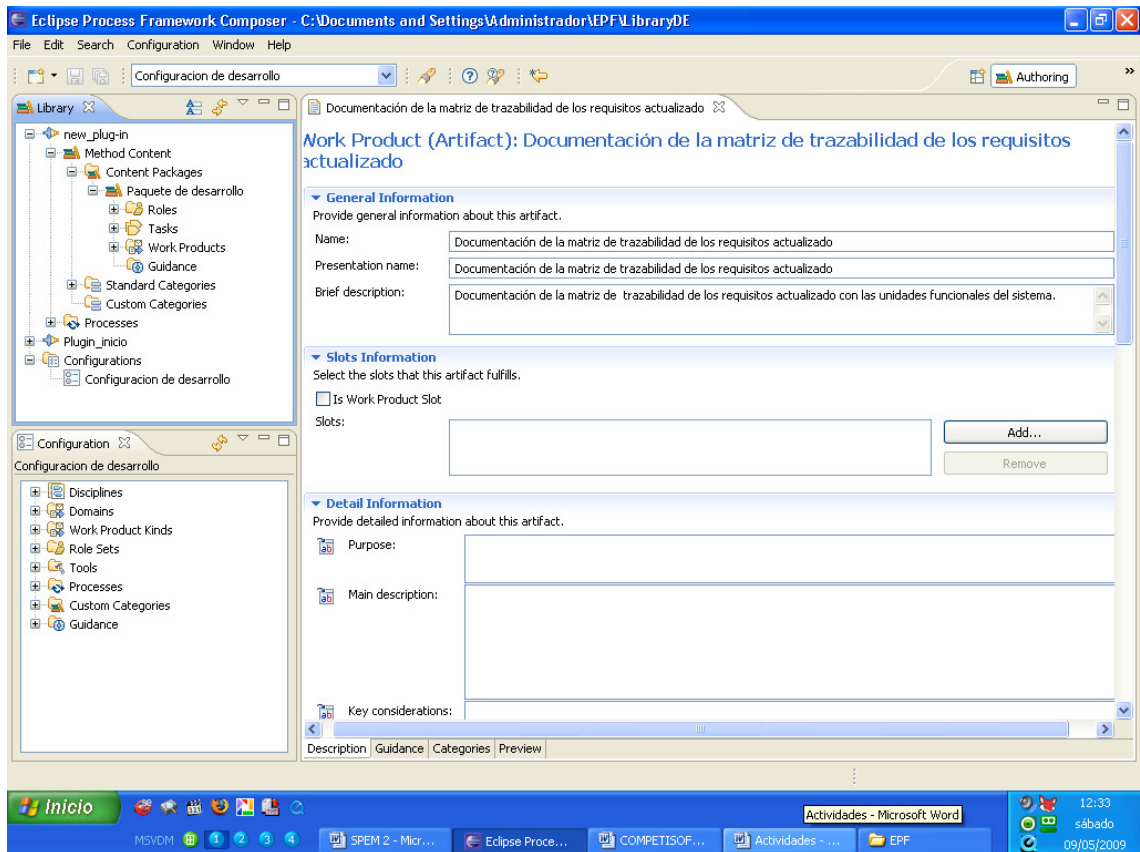 Eclipse Process Framework Composer - C:\Documents and Settings\Administrador\EPF\LibraryDE
File Edit Search Configuration Window Help
Configuracion de desarrollo
Authoring
Library
new_plug-in
Method Content
Content Packages
Paquete de desarrollo
Roles
Tasks
Work Products
Guidance
Standard Categories
Custom Categories
Processes
Plugin_inicio
Configurations
Configuracion de desarrollo
Configuration
Configuracion de desarrollo
Disciplines
Domains
Work Product Kinds
Role Sets
Tools
Processes
Custom Categories
Guidance
Documentación de la matriz de trazabilidad de los requisitos actualizado
Work Product (Artifact): Documentación de la matriz de trazabilidad de los requisitos
actualizado
General Information
Provide general information about this artifact.
Name: Documentación de la matriz de trazabilidad de los requisitos actualizado
Presentation name: Documentación de la matriz de trazabilidad de los requisitos actualizado
Brief description: Documentación de la matriz de trazabilidad de los requisitos actualizado con las unidades funcionales del sistema.
Slots Information
Select the slots that this artifact fulfills.
Is Work Product Slot
Slots:
Add...
Remove
Detail Information
Provide detailed information about this artifact.
Purpose:
Main description:
Key considerations:
Description Guidance Categories Preview
Inicio
Actividades - Microsoft Word
12:33
sábado
09/05/2009
MSVDM 1 2 3 4
SPEM 2 - Micr... Eclipse Proce... COMPETISOF... Actividades - ... EPF